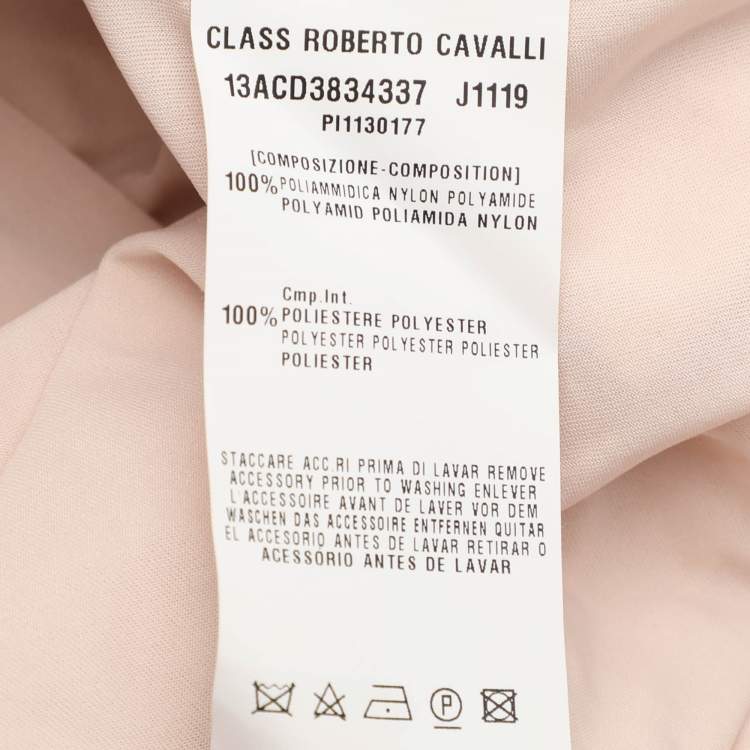 CLASS ROBERTO CAVALLI
13ACD3834337 J1119
PI1130177
[COMPOSIZIONE-COMPOSITION]
100% POLIAMMIDICA NYLON POLYAMIDE
POLYAMID POLIAMIDA NYLON
Cmp.Int.
100% POLIESTERE POLYESTER
POLYESTER POLYESTER POLIESTER
POLIESTER
STACCARE ACC.RI PRIMA DI LAVAR REMOVE
ACCESSORY PRIOR TO WASHING ENLEVER
L ACCESSOIRE AVANT DE LAVER VOR DEM
WASCHEN DAS ACCESSOIRE ENTFERNEN QUITAR
EL ACCESORIO ANTES DE LAVAR RETIRAR O
ACESSORIO ANTES DE LAVAR
P